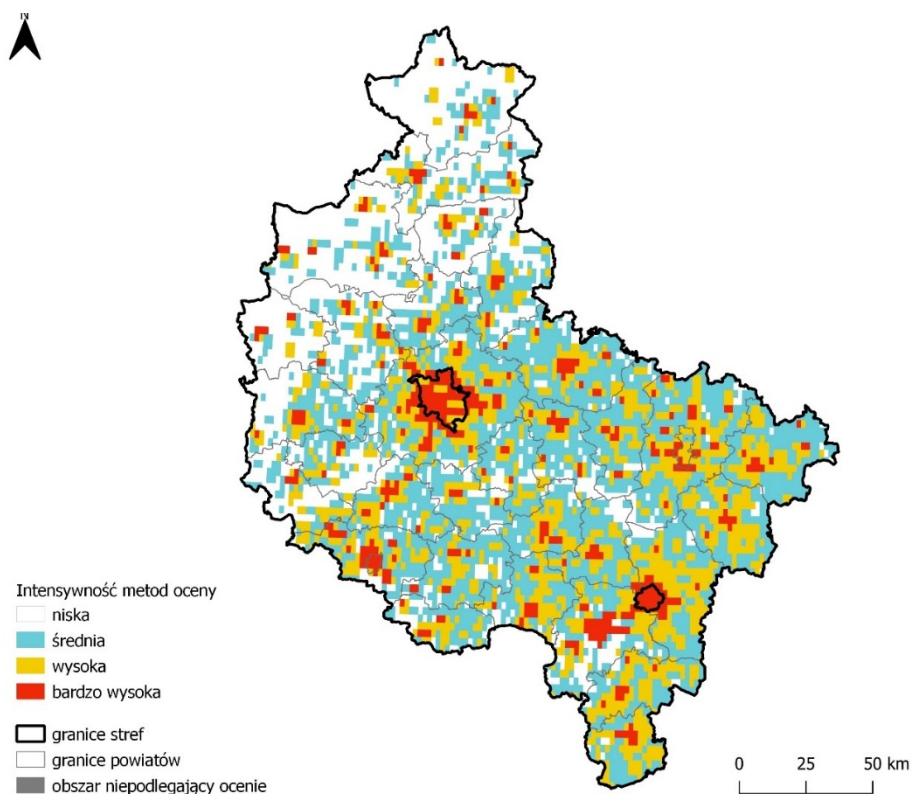 N
Intensywność metod oceny
niska
średnia
wysoka
bardzo wysoka
granice stref
granice powiatów
obszar niepodlegający ocenie
0 25 50 km